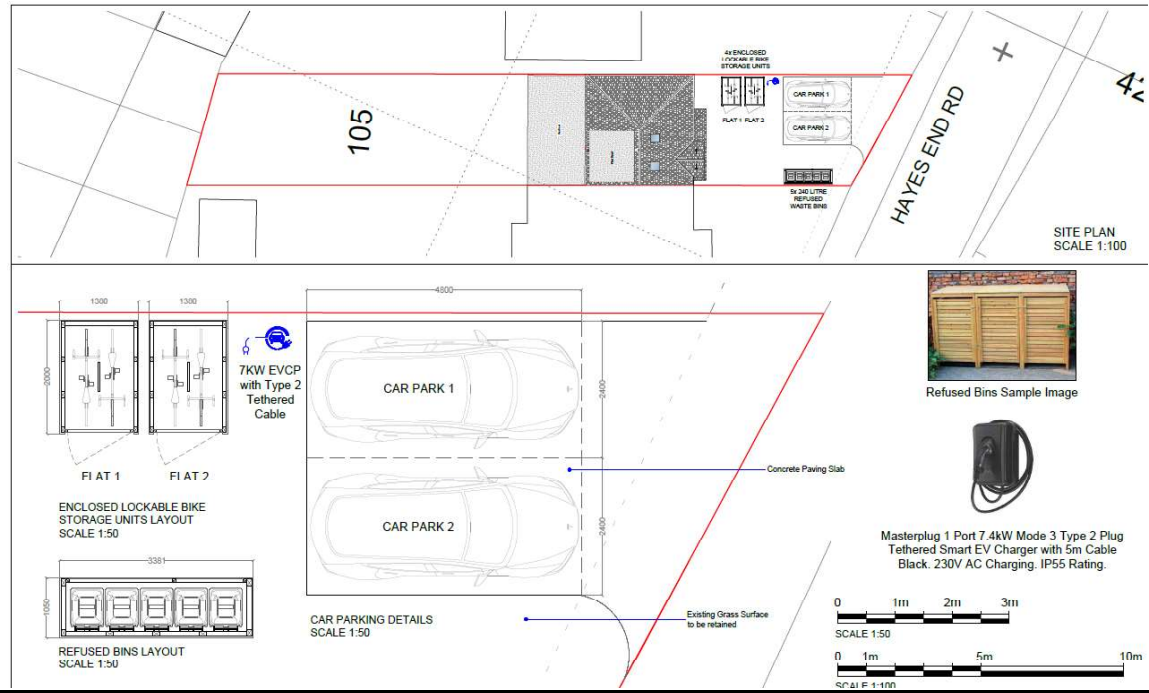 4x ENCLOSED
LOCKABLE BIKE
STORAGE UNITS
FLAT 1 FLAT 2
CAR PARK 1
CAR PARK 2
5x 240 LITRE
REFUSED
WASTE BINS
105
HAYES END RD
42
SITE PLAN
SCALE 1:100
1300
1300
2000
FLAT 1
FLAT 2
ENCLOSED LOCKABLE BIKE
STORAGE UNITS LAYOUT
SCALE 1:50
7KW EVCP
with Type 2
Tethered
Cable
3381
1050
REFUSED BINS LAYOUT
SCALE 1:50
4800
2400
2400
CAR PARK 1
CAR PARK 2
CAR PARKING DETAILS
SCALE 1:50
Concrete Paving Slab
Existing Grass Surface
to be retained
Refused Bins Sample Image
Masterplug 1 Port 7.4kW Mode 3 Type 2 Plug
Tethered Smart EV Charger with 5m Cable
Black. 230V AC Charging. IP55 Rating.
0 1m 2m 3m
SCALE 1:50
0 1m 5m 10m
SCALE 1:100